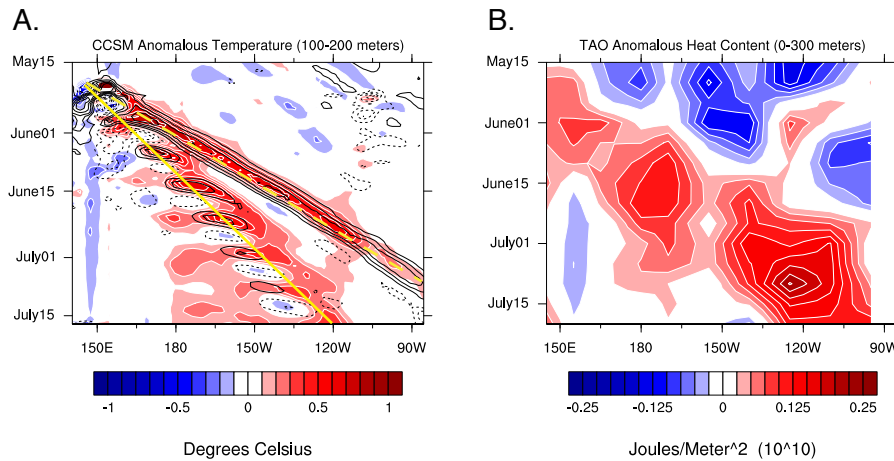 A.
CCSM Anomalous Temperature (100-200 meters)
May15
June01
June15
July01
July15
150E 180 150W 120W 90W
-1 -0.5 0 0.5 1
Degrees Celsius
B.
TAO Anomalous Heat Content (0-300 meters)
May15
June01
June15
July01
July15
150E 180 150W 120W 90W
-0.25 -0.125 0 0.125 0.25
Joules/Meter^2 (10^10)